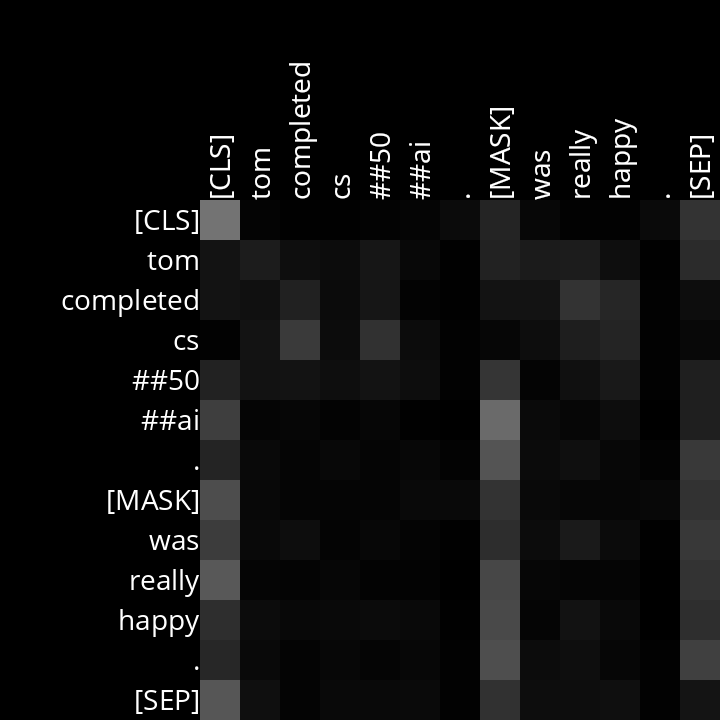 [CLS] tom completed cs ##50 ##ai . [MASK] was really happy . [SEP]
[CLS]
tom
completed
cs
##50
##ai
.
[MASK]
was
really
happy
.
[SEP]